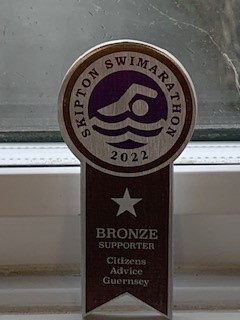 SKIPTON SWIMARATHON
2022
BRONZE
SUPPORTER
Citizens
Advice
Guernsey